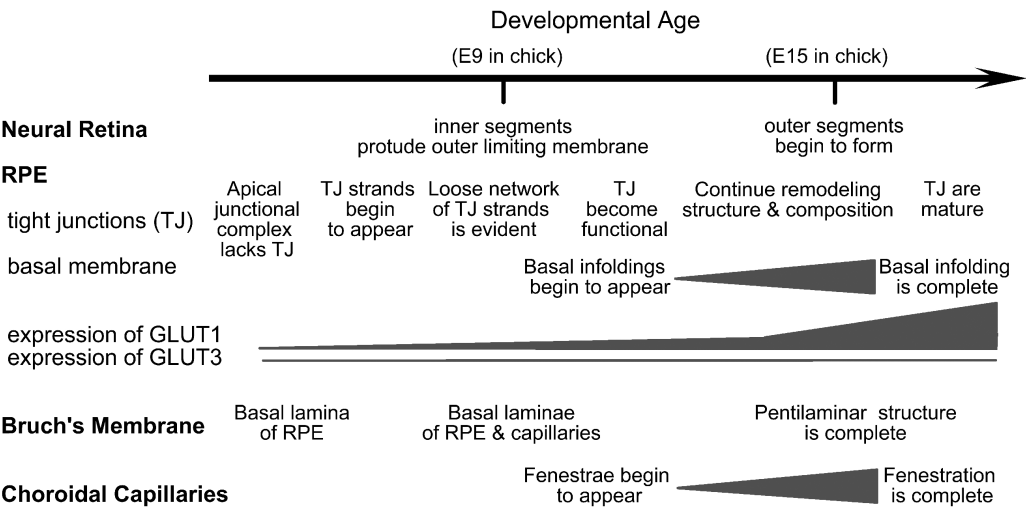 Developmental Age
(E9 in chick)
(E15 in chick)
Neural Retina
inner segments
protude outer limiting membrane
outer segments
begin to form
RPE
tight junctions (TJ)
Apical
junctional
complex
lacks TJ
TJ strands
begin
to appear
Loose network
of TJ strands
is evident
TJ
become
functional
Continue remodeling
structure & composition
TJ are
mature
basal membrane
Basal infoldings
begin to appear
Basal infolding
is complete
expression of GLUT1
expression of GLUT3
Bruch's Membrane
Basal lamina
of RPE
Basal laminae
of RPE & capillaries
Pentilaminar structure
is complete
Choroidal Capillaries
Fenestrae begin
to appear
Fenestration
is complete